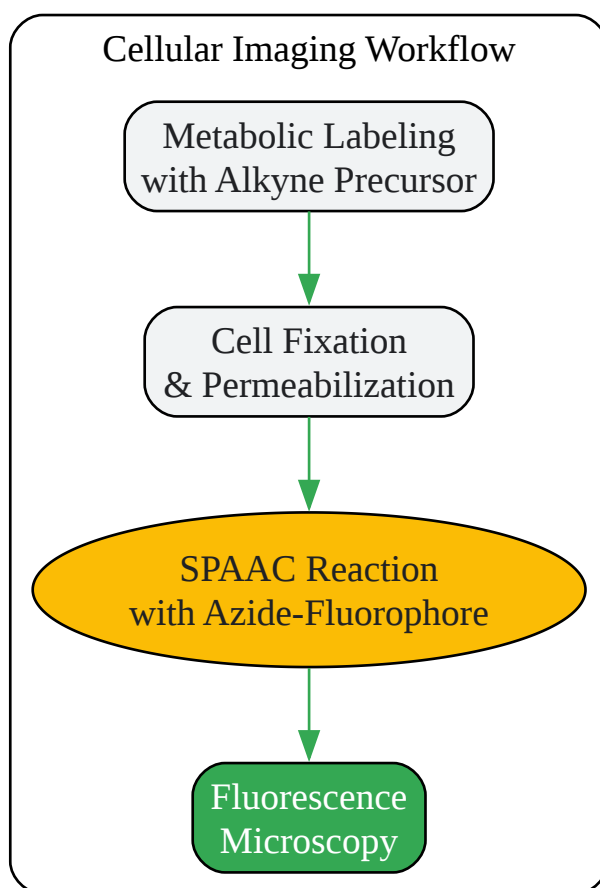 Cellular Imaging Workflow
Metabolic Labeling
with Alkyne Precursor
Cell Fixation
& Permeabilization
SPAAC Reaction
with Azide-Fluorophore
Fluorescence
Microscopy